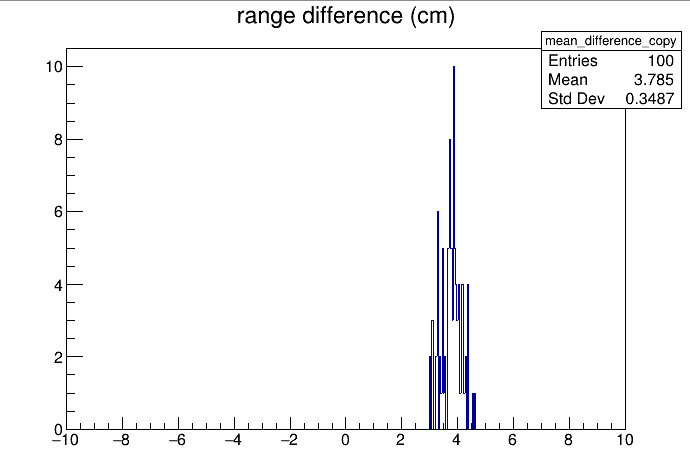 range difference (cm)
mean_difference_copy
Entries 100
Mean 3.785
Std Dev 0.3487
10
8
6
4
2
0
−10 −8 −6 −4 −2 0 2 4 6 8 10